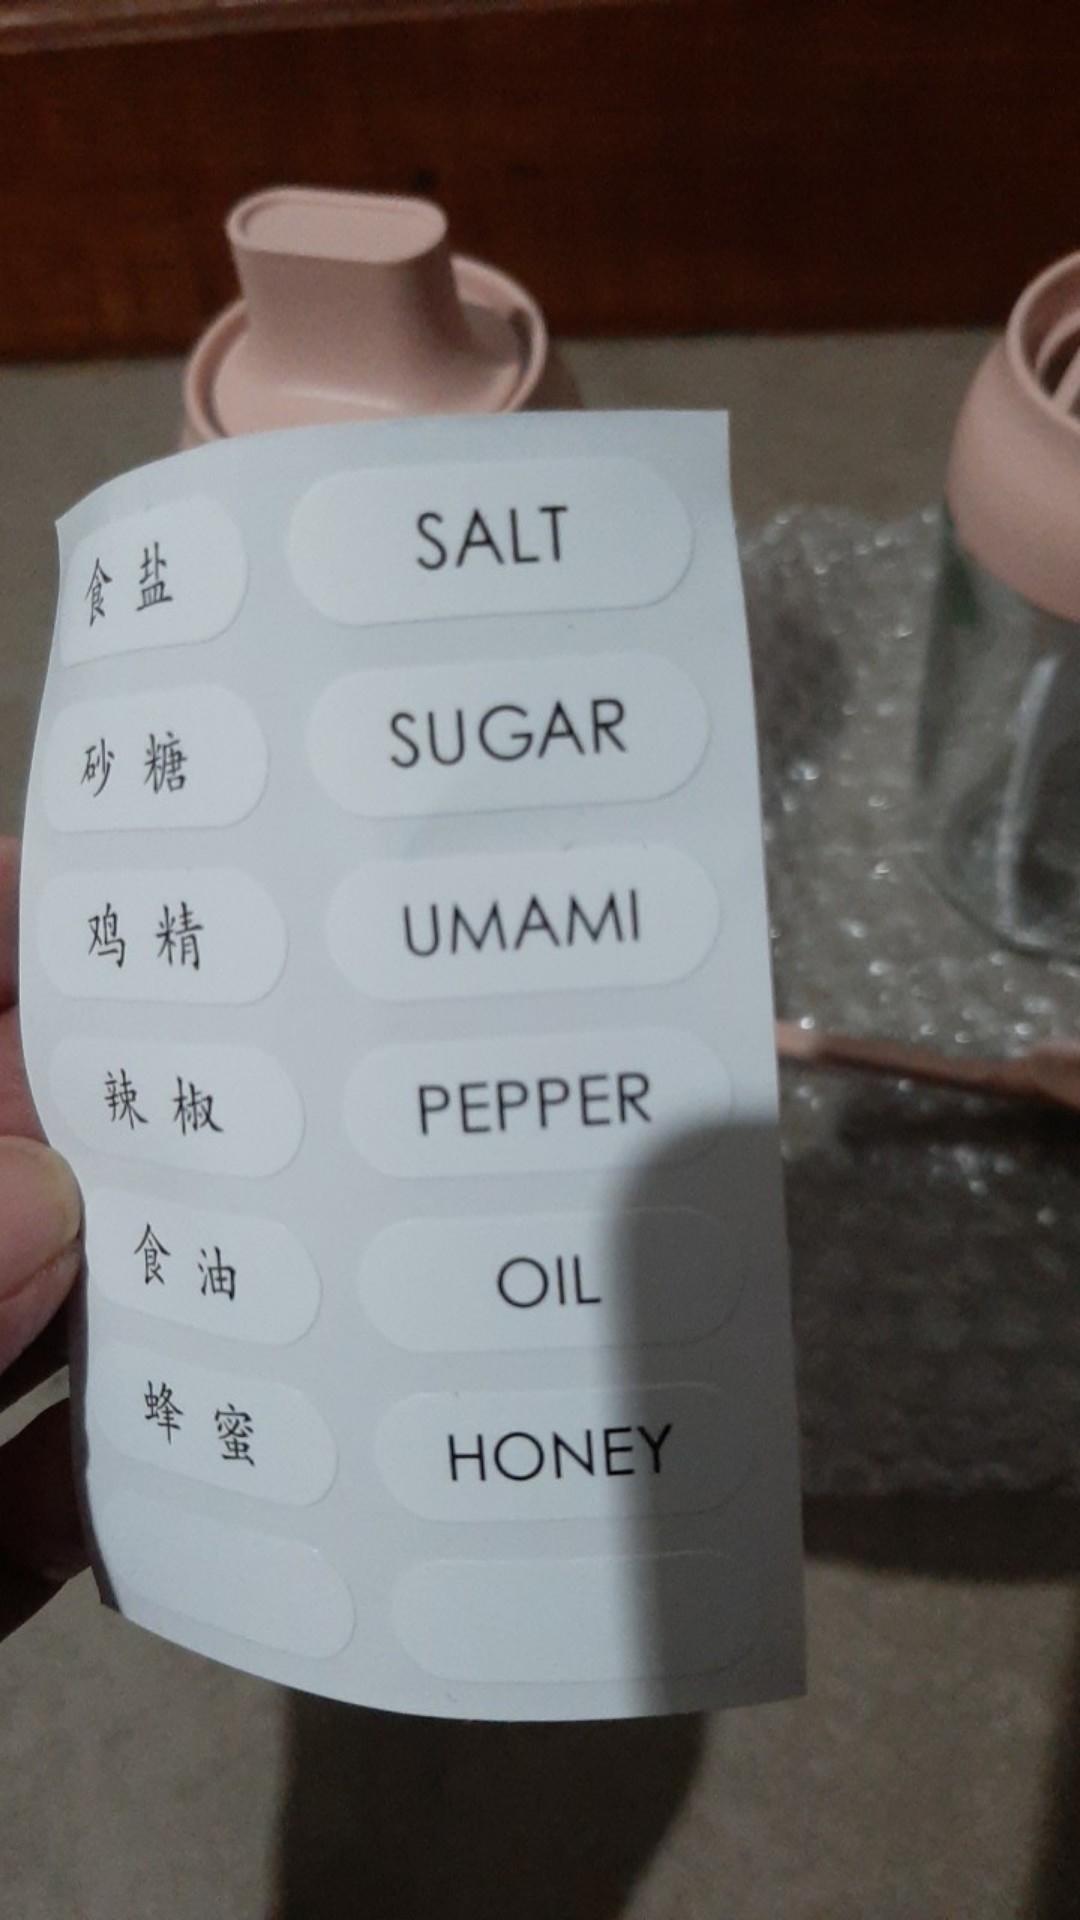 食盐 SALT
砂糖 SUGAR
鸡精 UMAMI
辣椒 PEPPER
食油 OIL
蜂蜜 HONEY